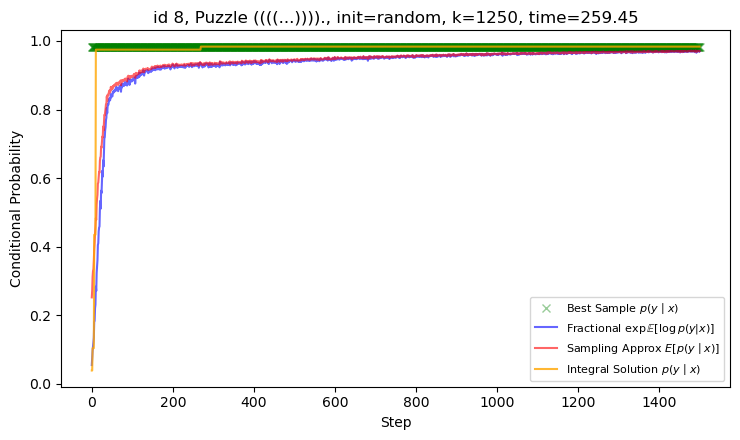 id 8, Puzzle ((((...))))., init=random, k=1250, time=259.45
Conditional Probability
1.0
0.8
0.6
0.4
0.2
0.0
Best Sample p(y | x)
Fractional exp𝔼[log p(y|x)]
Sampling Approx E[p(y | x)]
Integral Solution p(y | x)
0 200 400 600 800 1000 1200 1400
Step